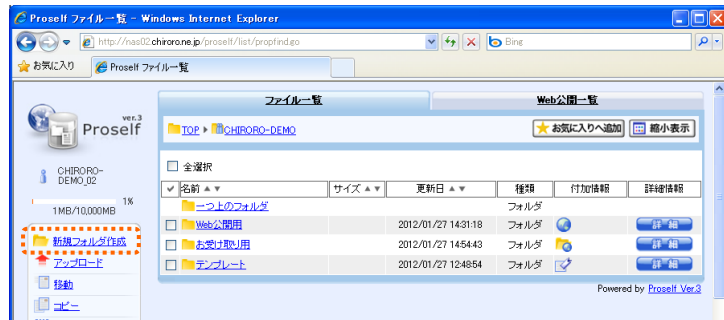 Proself ファイル一覧 - Windows Internet Explorer
http://nas02.chiroro.ne.jp/proself/list/propfind.go
Bing
お気に入り
Proself ファイル一覧
ファイル一覧
Web公開一覧
ver.3
Proself
TOP
CHIRORO-DEMO
お気に入りへ追加
縮小表示
CHIRORO-
DEMO_02
全選択
名前 ▲▼ サイズ ▲▼ 更新日 ▲▼ 種類 付加情報 詳細情報
一つ上のフォルダ フォルダ
Web公開用 2012/01/27 14:31:18 フォルダ 詳細
お受け取り用 2012/01/27 14:54:43 フォルダ 詳細
テンプレート 2012/01/27 12:48:54 フォルダ 詳細
1%
1MB/10,000MB
新規フォルダ作成
アップロード
移動
コピー
Powered by Proself Ver.3